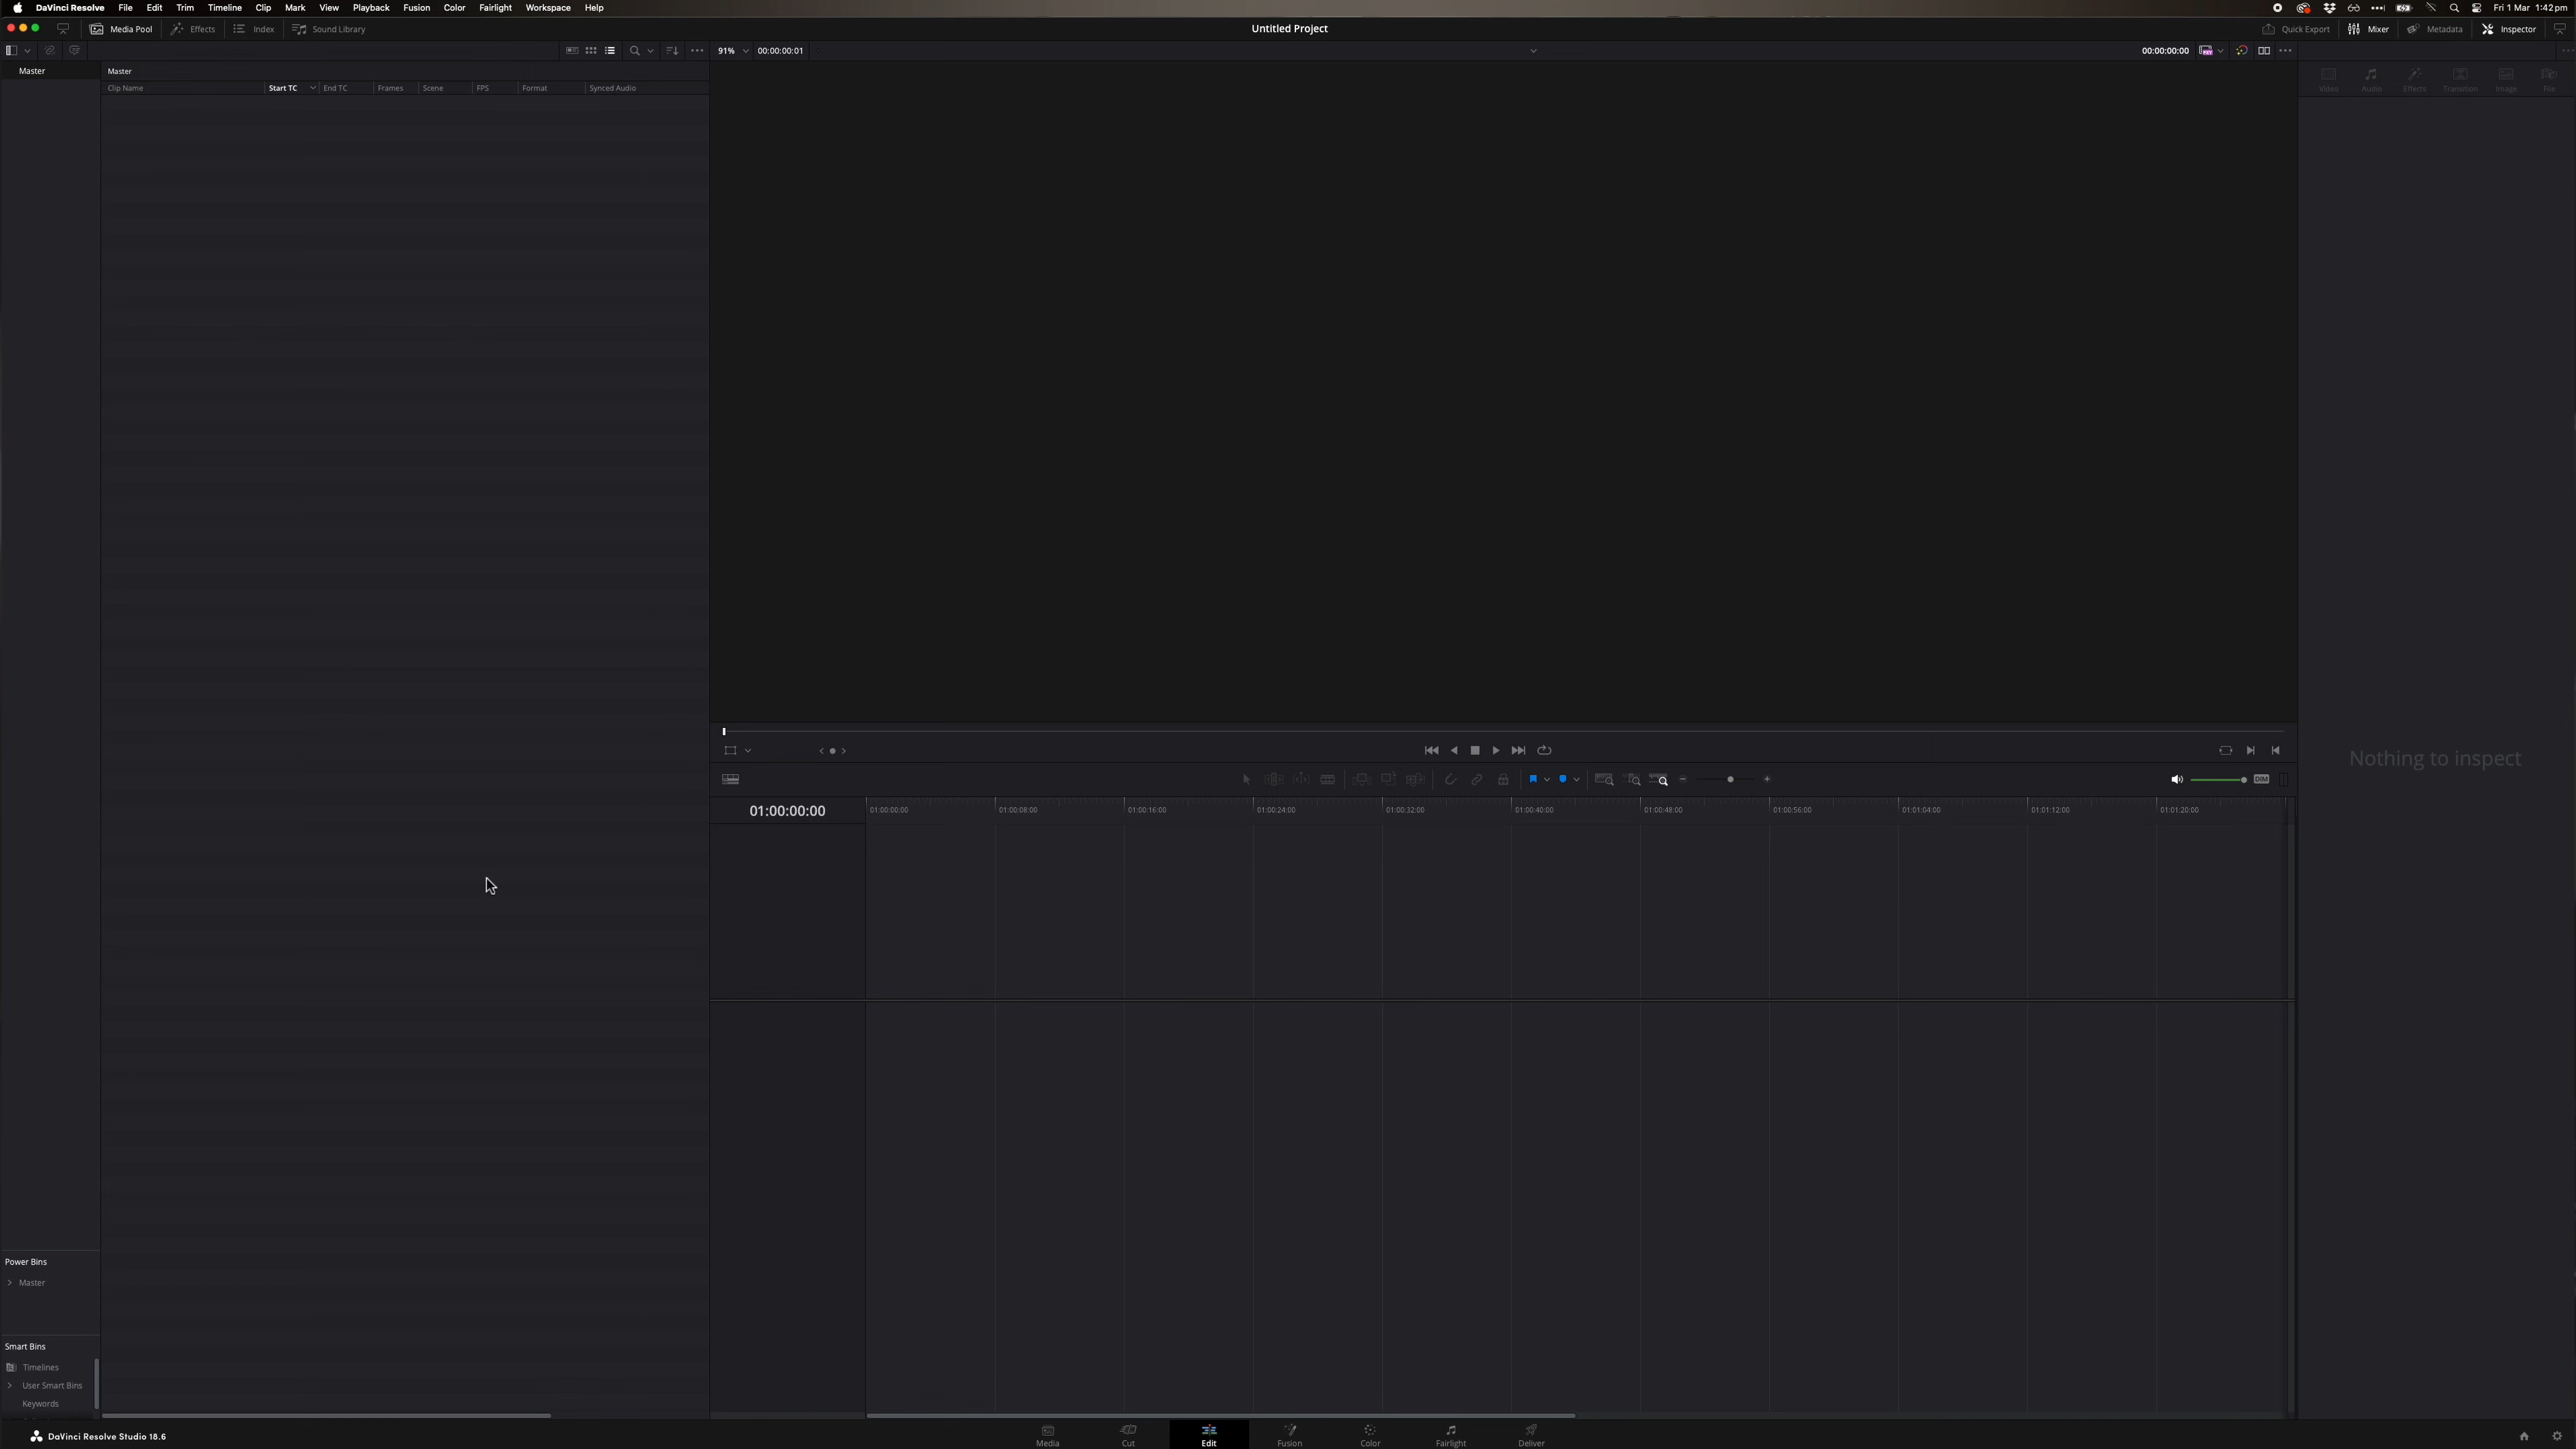 DaVinci Resolve File Edit Trim Timeline Clip Mark View Playback Fusion Color Fairlight Workspace Help Fri 1 Mar 1:42pm
Media Pool Effects Index Sound Library Untitled Project Quick Export Mixer Metadata Inspector
91% 00:00:00:01 00:00:00:00
Master Master
Video Audio Effects Transition Image File
Clip Name Start TC End TC Frames Scene FPS Format Synced Audio
Nothing to inspect
DIM
01:00:00:00 01:00:00:00 01:00:08:00 01:00:16:00 01:00:24:00 01:00:32:00 01:00:40:00 01:00:48:00 01:00:56:00 01:01:04:00 01:01:12:00 01:01:20:00
Power Bins
Master
Smart Bins
Timelines
User Smart Bins
Keywords
DaVinci Resolve Studio 18.6 Media Cut Edit Fusion Color Fairlight Deliver